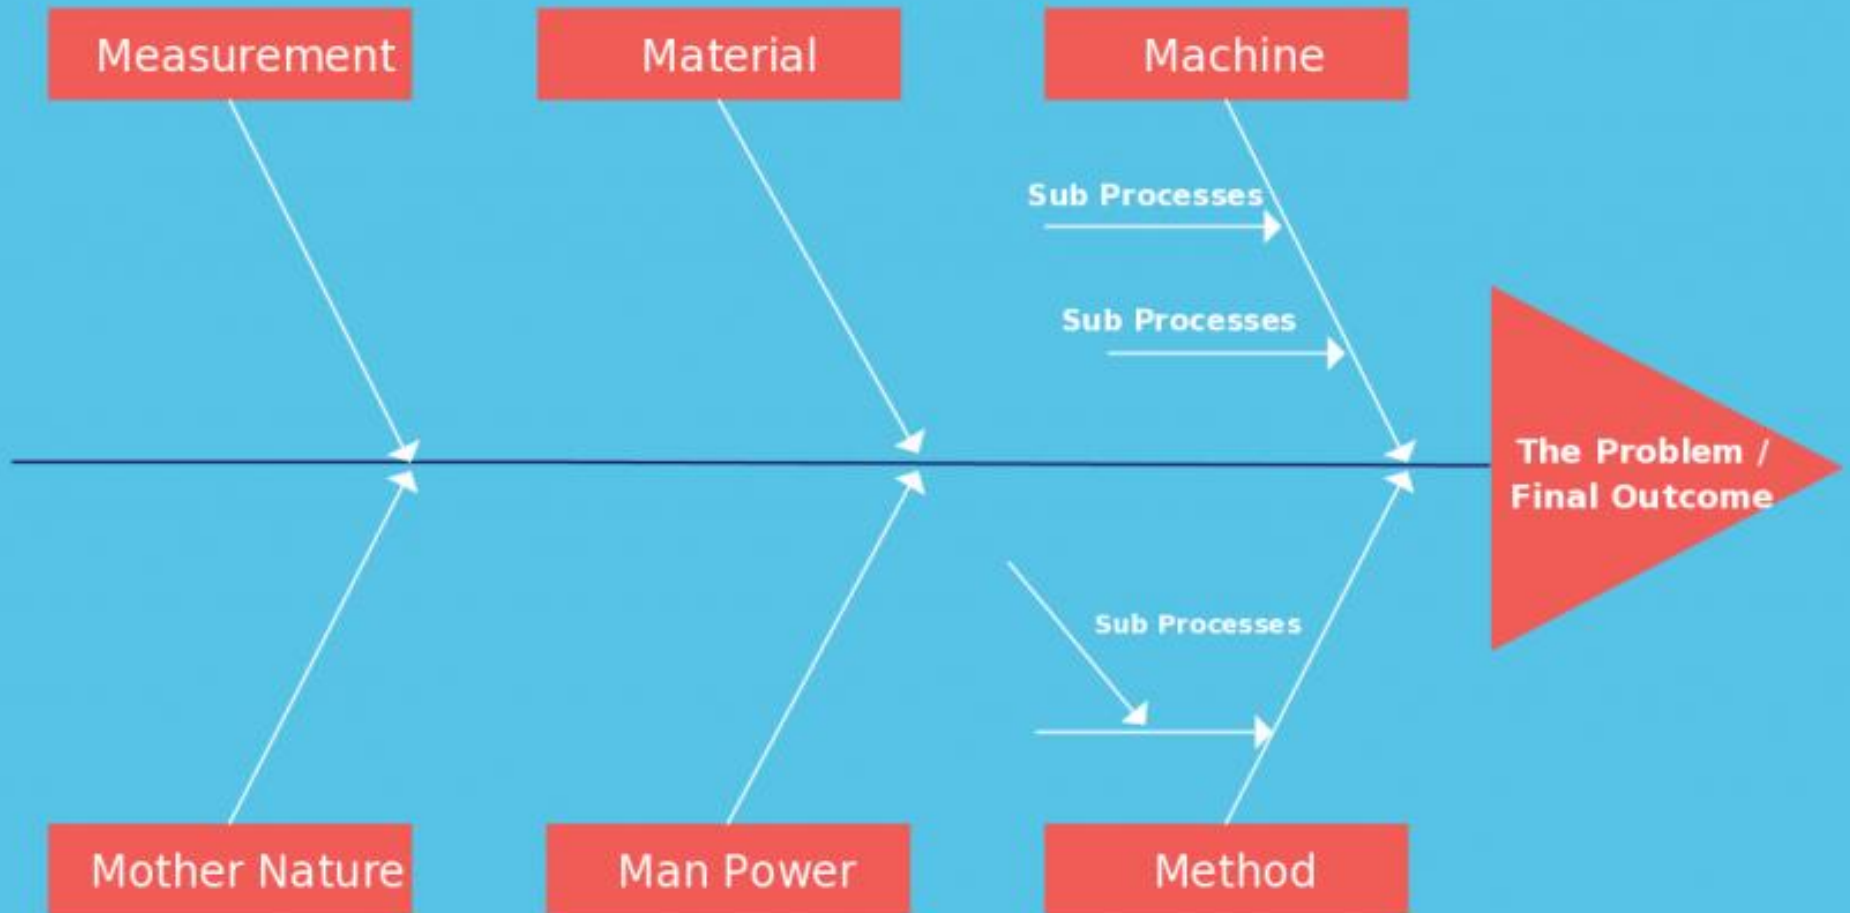 Measurement
Material
Machine
Sub Processes
Sub Processes
The Problem /
Final Outcome
Sub Processes
Mother Nature
Man Power
Method